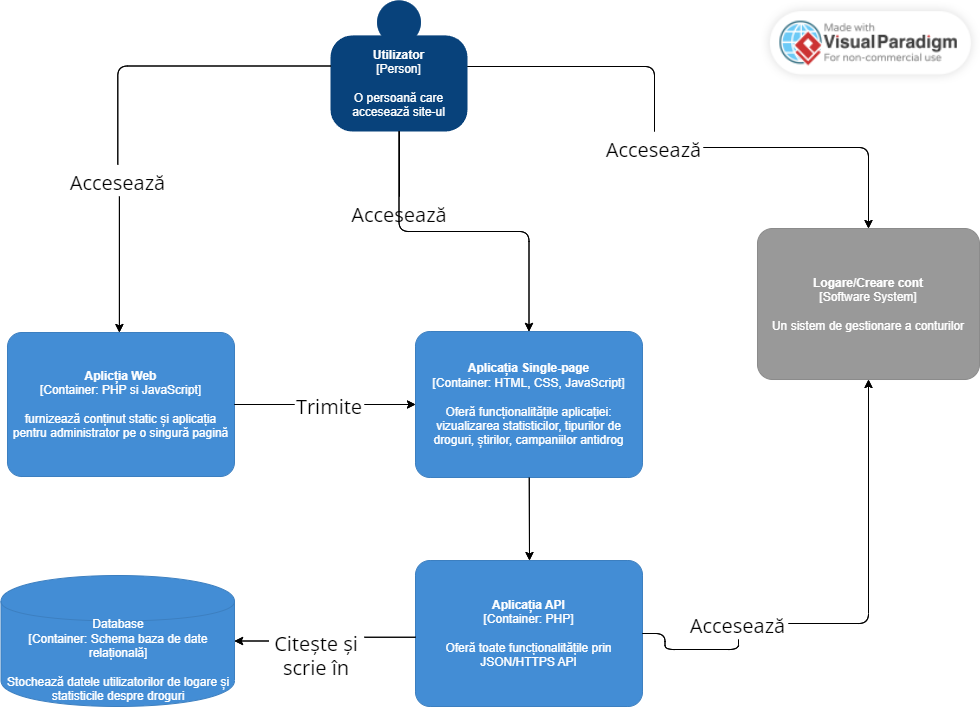 Made with
Visual Paradigm
For non-commercial use
Utilizator
[Person]
O persoană care
accesează site-ul
Accesează
Accesează
Accesează
Logare/Creare cont
[Software System]
Un sistem de gestionare a conturilor
Aplicția Web
[Container: PHP si JavaScript]
furnizează conținut static și aplicația
pentru administrator pe o singură pagină
Trimite
Aplicația Single-page
[Container: HTML, CSS, JavaScript]
Oferă funcționalitățile aplicației:
vizualizarea statisticilor, tipurilor de
droguri, știrilor, campaniilor antidrog
Database
[Container: Schema baza de date
relațională]
Stochează datele utilizatorilor de logare și
statisticile despre droguri
Citește și
scrie în
Aplicația API
[Container: PHP]
Oferă toate funcționalitățile prin
JSON/HTTPS API
Accesează